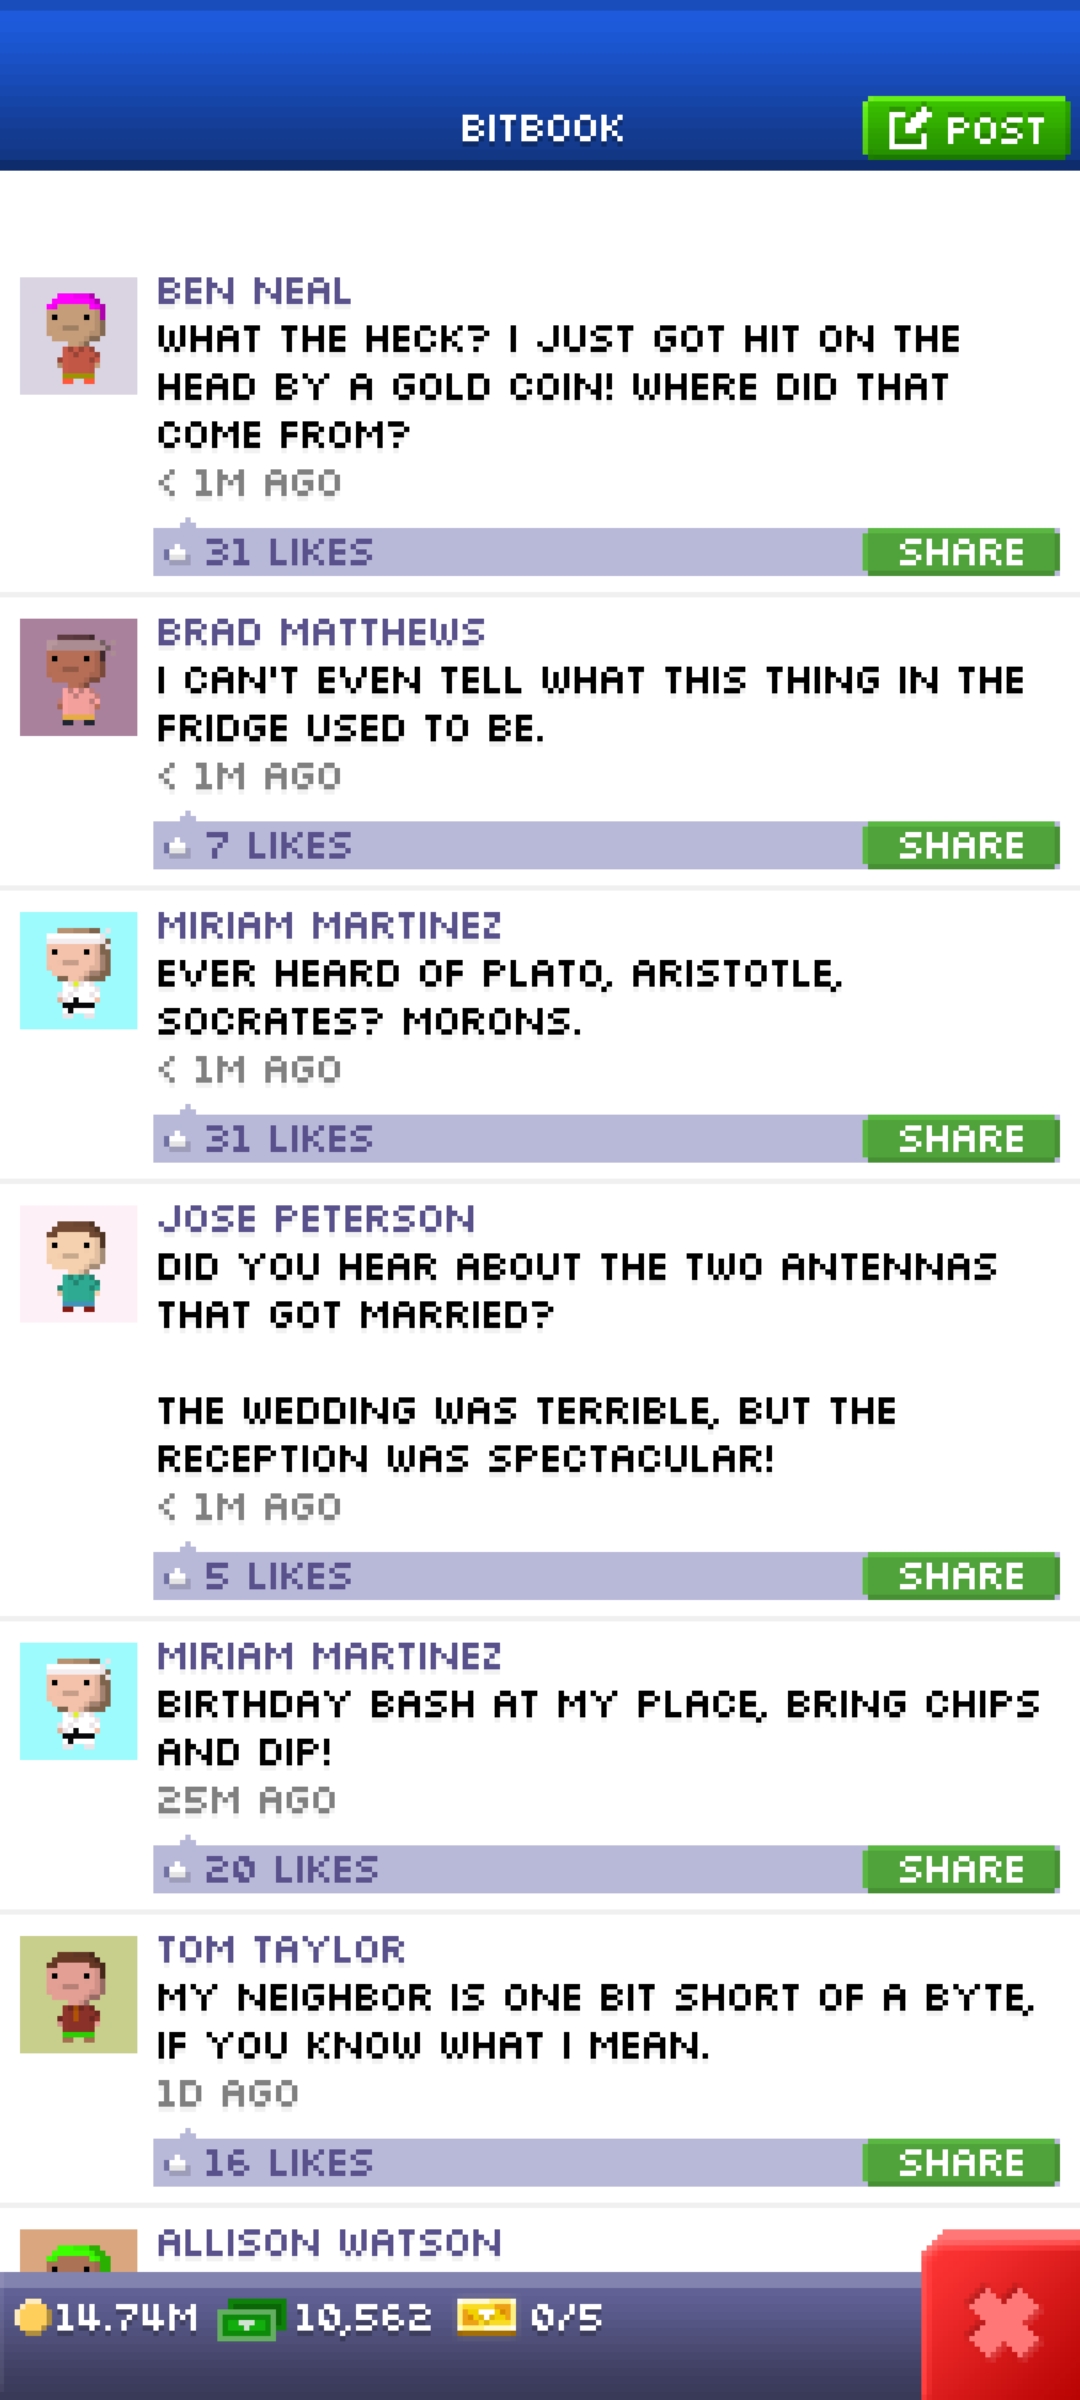 BITBOOK
POST
BEN NEAL
WHAT THE HECK? I JUST GOT HIT ON THE
HEAD BY A GOLD COIN! WHERE DID THAT
COME FROM?
< 1M AGO
31 LIKES
SHARE
BRAD MATTHEWS
I CAN'T EVEN TELL WHAT THIS THING IN THE
FRIDGE USED TO BE.
< 1M AGO
7 LIKES
SHARE
MIRIAM MARTINEZ
EVER HEARD OF PLATO, ARISTOTLE,
SOCRATES? MORONS.
< 1M AGO
31 LIKES
SHARE
JOSE PETERSON
DID YOU HEAR ABOUT THE TWO ANTENNAS
THAT GOT MARRIED?
THE WEDDING WAS TERRIBLE, BUT THE
RECEPTION WAS SPECTACULAR!
< 1M AGO
5 LIKES
SHARE
MIRIAM MARTINEZ
BIRTHDAY BASH AT MY PLACE, BRING CHIPS
AND DIP!
25M AGO
20 LIKES
SHARE
TOM TAYLOR
MY NEIGHBOR IS ONE BIT SHORT OF A BYTE,
IF YOU KNOW WHAT I MEAN.
1D AGO
16 LIKES
SHARE
ALLISON WATSON
14.74M 10,562 0/5